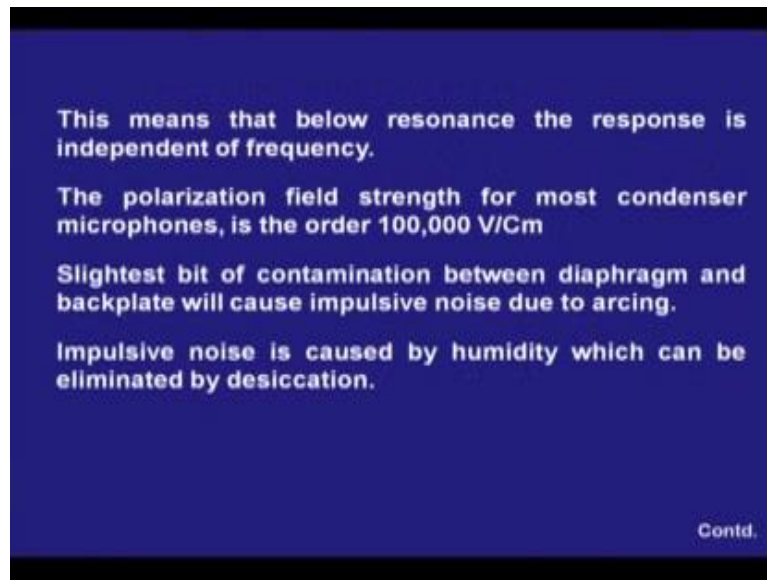 This means that below resonance the response is
independent of frequency.
The polarization field strength for most condenser
microphones, is the order 100,000 V/Cm
Slightest bit of contamination between diaphragm and
backplate will cause impulsive noise due to arcing.
Impulsive noise is caused by humidity which can be
eliminated by desiccation.
Contd.